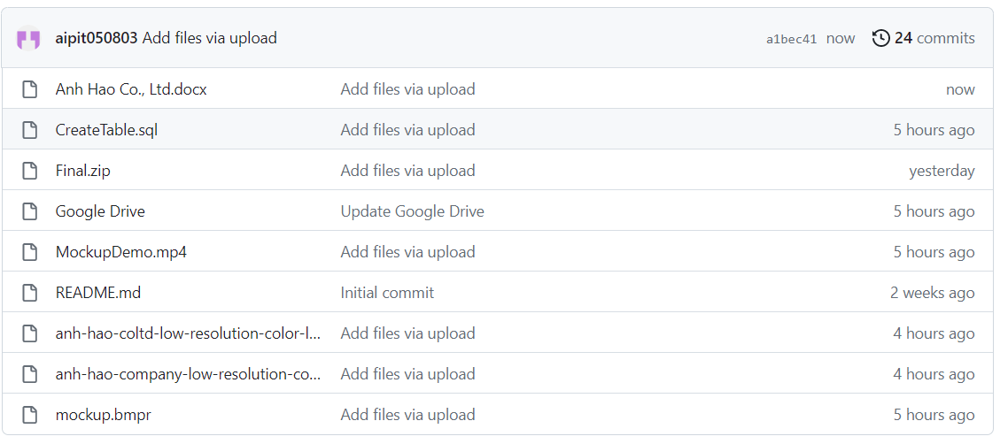 aipit050803 Add files via upload a1bec41 now 24 commits
Anh Hao Co., Ltd.docx Add files via upload now
CreateTable.sql Add files via upload 5 hours ago
Final.zip Add files via upload yesterday
Google Drive Update Google Drive 5 hours ago
MockupDemo.mp4 Add files via upload 5 hours ago
README.md Initial commit 2 weeks ago
anh-hao-coltd-low-resolution-color-l... Add files via upload 4 hours ago
anh-hao-company-low-resolution-co... Add files via upload 4 hours ago
mockup.bmpr Add files via upload 5 hours ago